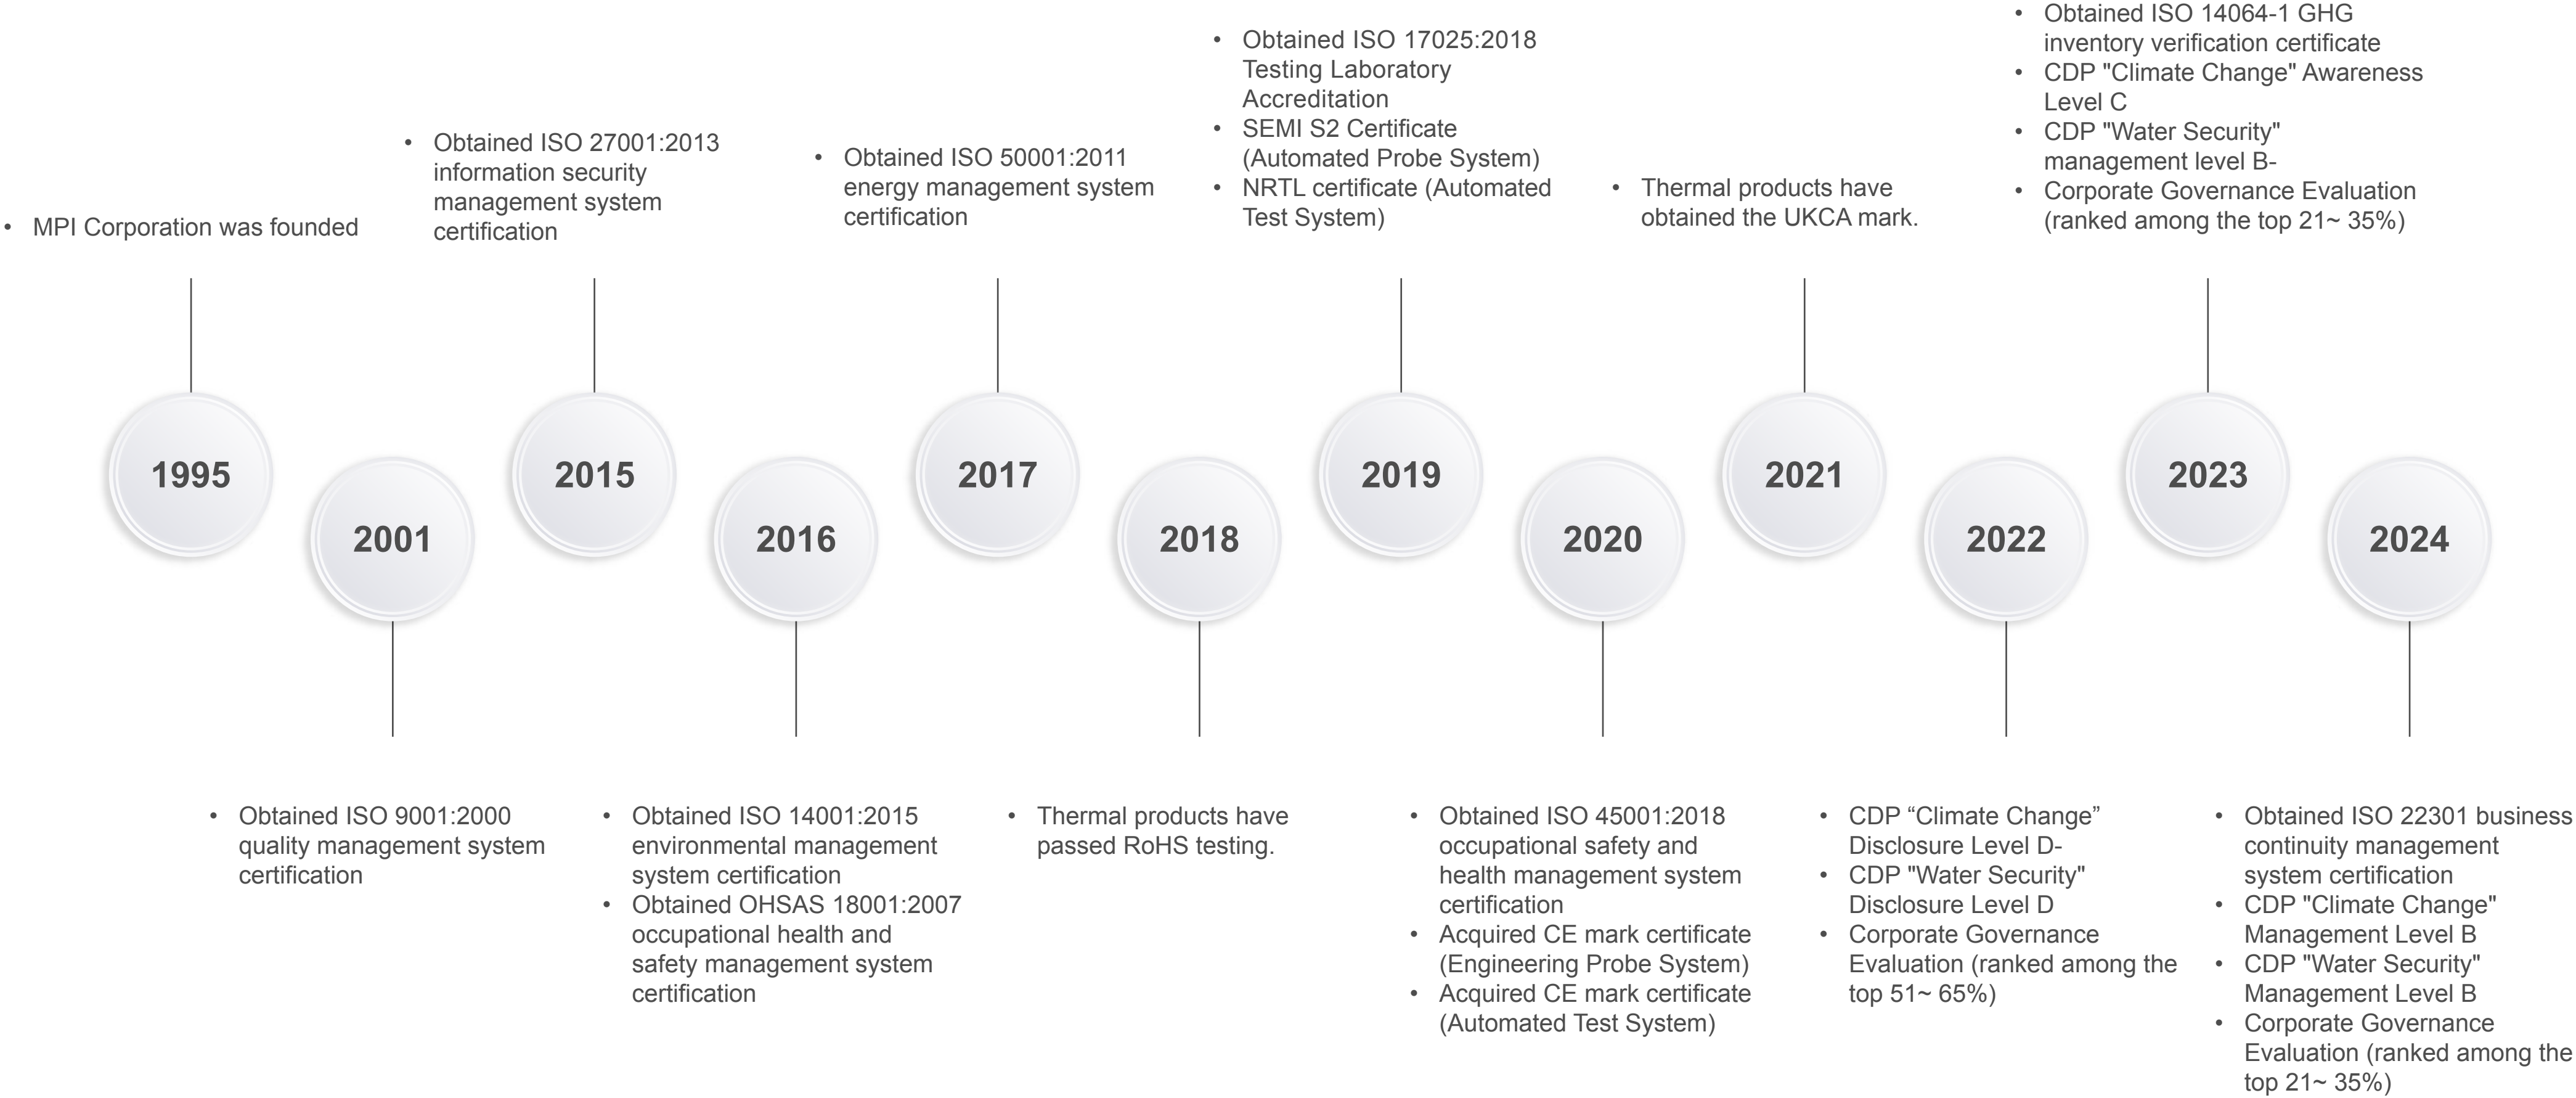 • MPI Corporation was founded
1995
2001
• Obtained ISO 9001:2000
quality management system
certification
• Obtained ISO 27001:2013
information security
management system
certification
2015
2016
• Obtained ISO 14001:2015
environmental management
system certification
• Obtained OHSAS 18001:2007
occupational health and
safety management system
certification
• Obtained ISO 50001:2011
energy management system
certification
2017
2018
• Thermal products have
passed RoHS testing.
• Obtained ISO 17025:2018
Testing Laboratory
Accreditation
• SEMI S2 Certificate
(Automated Probe System)
• NRTL certificate (Automated
Test System)
2019
2020
• Obtained ISO 45001:2018
occupational safety and
health management system
certification
• Acquired CE mark certificate
(Engineering Probe System)
• Acquired CE mark certificate
(Automated Test System)
• Thermal products have
obtained the UKCA mark.
2021
2022
• CDP “Climate Change”
Disclosure Level D-
• CDP "Water Security"
Disclosure Level D
• Corporate Governance
Evaluation (ranked among the
top 51~ 65%)
• Obtained ISO 14064-1 GHG
inventory verification certificate
• CDP "Climate Change" Awareness
Level C
• CDP "Water Security"
management level B-
• Corporate Governance Evaluation
(ranked among the top 21~ 35%)
2023
2024
• Obtained ISO 22301 business
continuity management
system certification
• CDP "Climate Change"
Management Level B
• CDP "Water Security"
Management Level B
• Corporate Governance
Evaluation (ranked among the
top 21~ 35%)